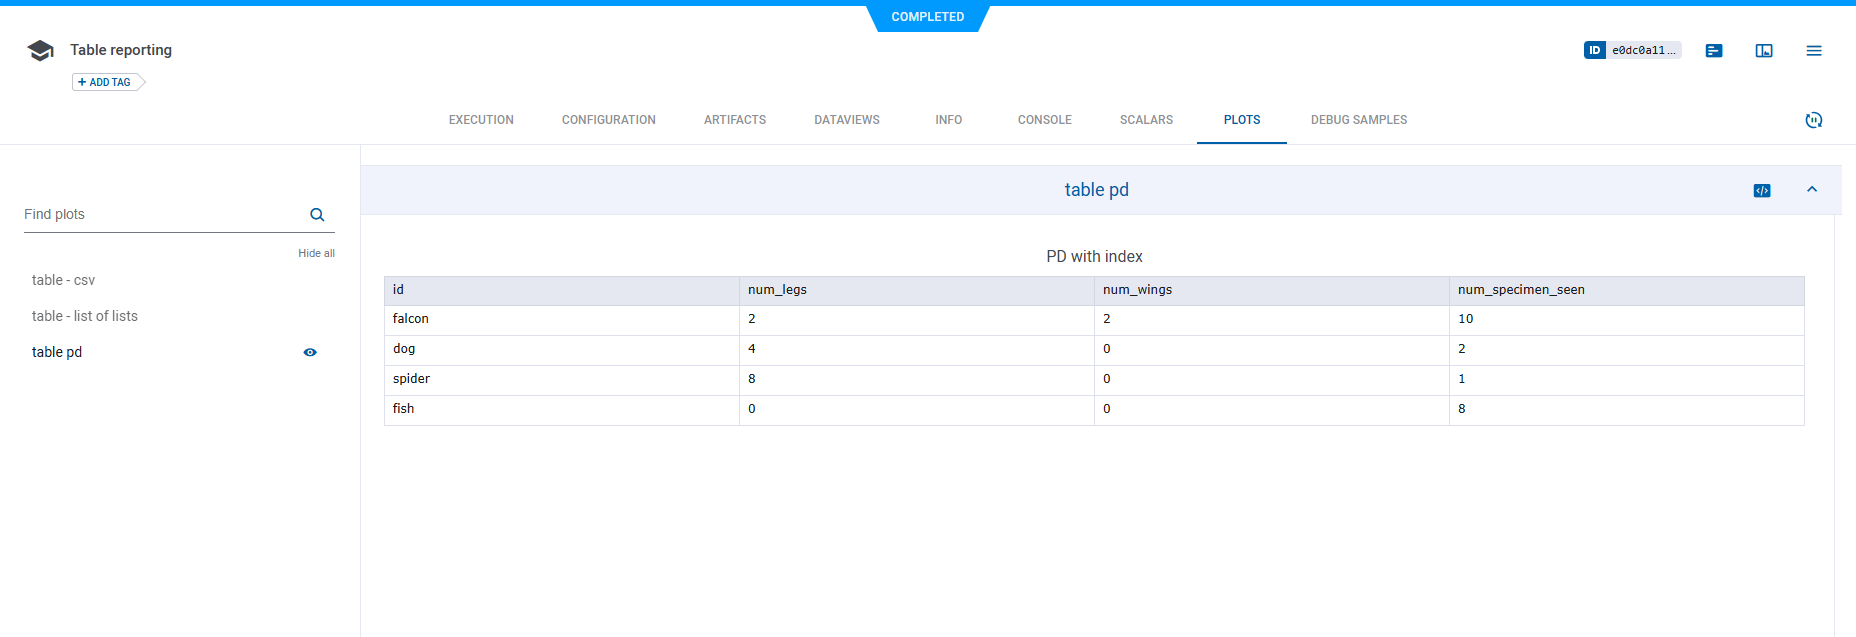 COMPLETED
Table reporting
ID e0dc0a11...
+ ADD TAG
EXECUTION CONFIGURATION ARTIFACTS DATAVIEWS INFO CONSOLE SCALARS PLOTS DEBUG SAMPLES
Find plots
Hide all
table - csv
table - list of lists
table pd
table pd
PD with index
id num_legs num_wings num_specimen_seen
falcon 2 2 10
dog 4 0 2
spider 8 0 1
fish 0 0 8